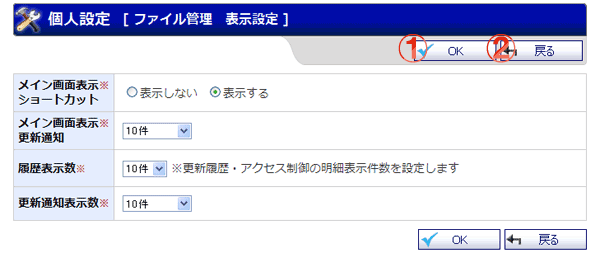 個人設定 [ ファイル管理 表示設定 ]
① OK ② 戻る
メイン画面表示※
ショートカット
表示しない 表示する
メイン画面表示※
更新通知
10件
履歴表示数※
10件 ※更新履歴・アクセス制御の明細表示件数を設定します
更新通知表示数※
10件
OK 戻る